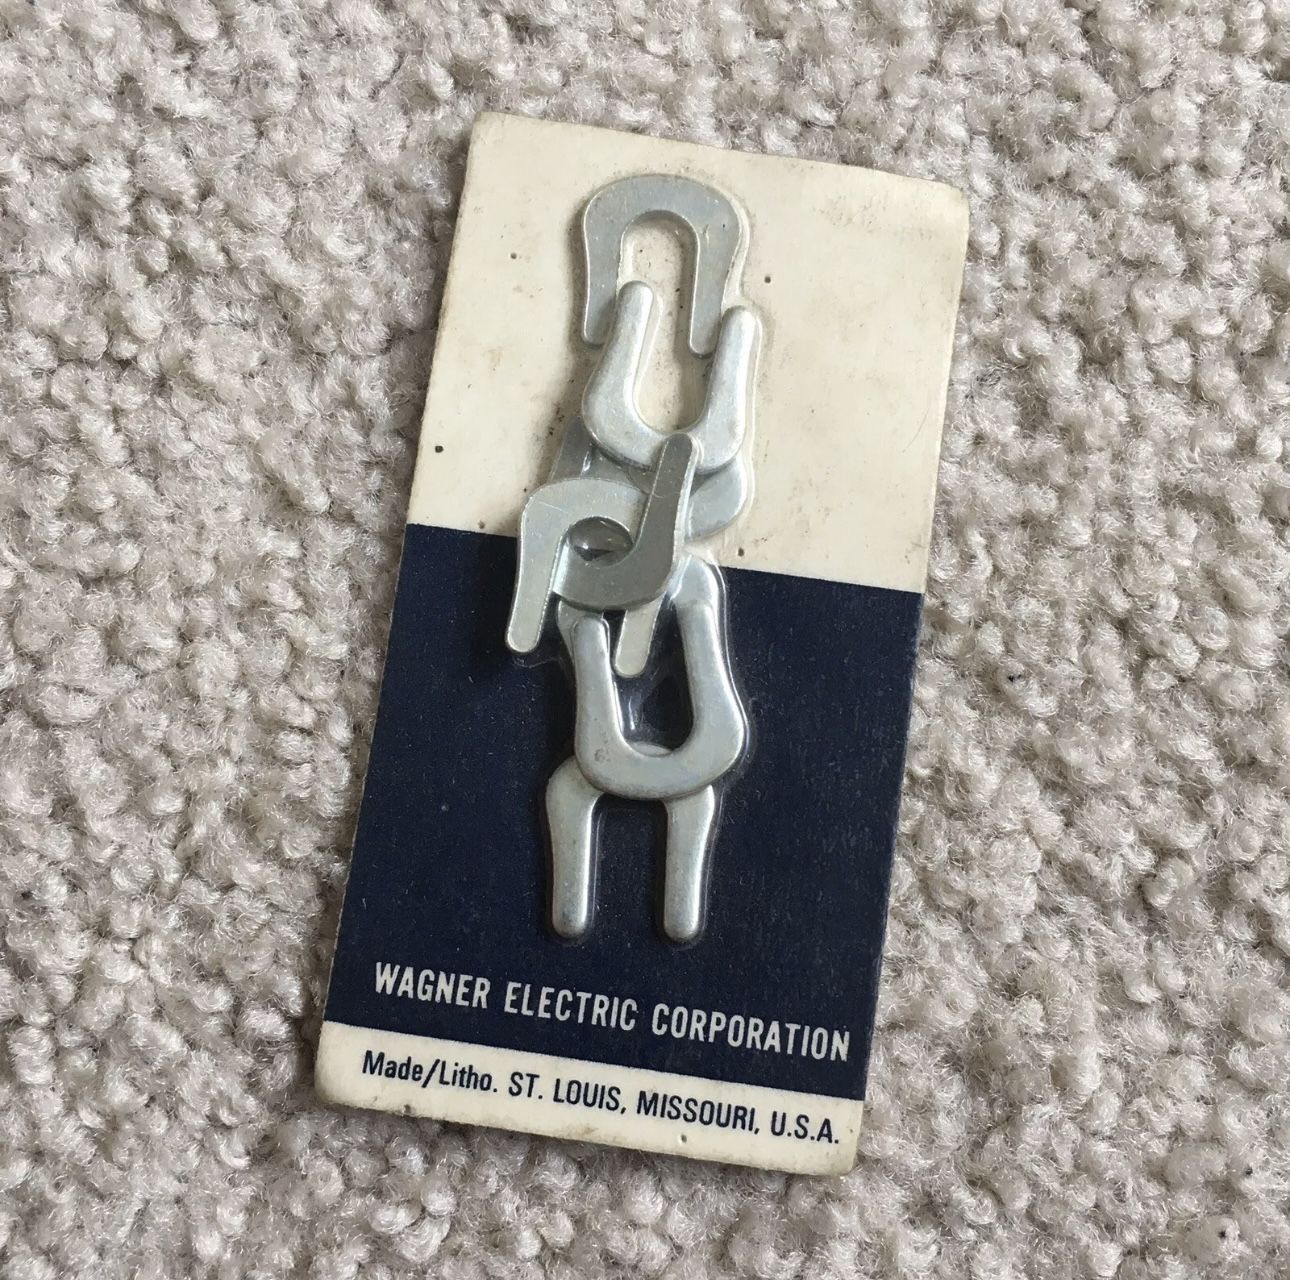 WAGNER ELECTRIC CORPORATION
Made/Litho. ST. LOUIS, MISSOURI, U.S.A.